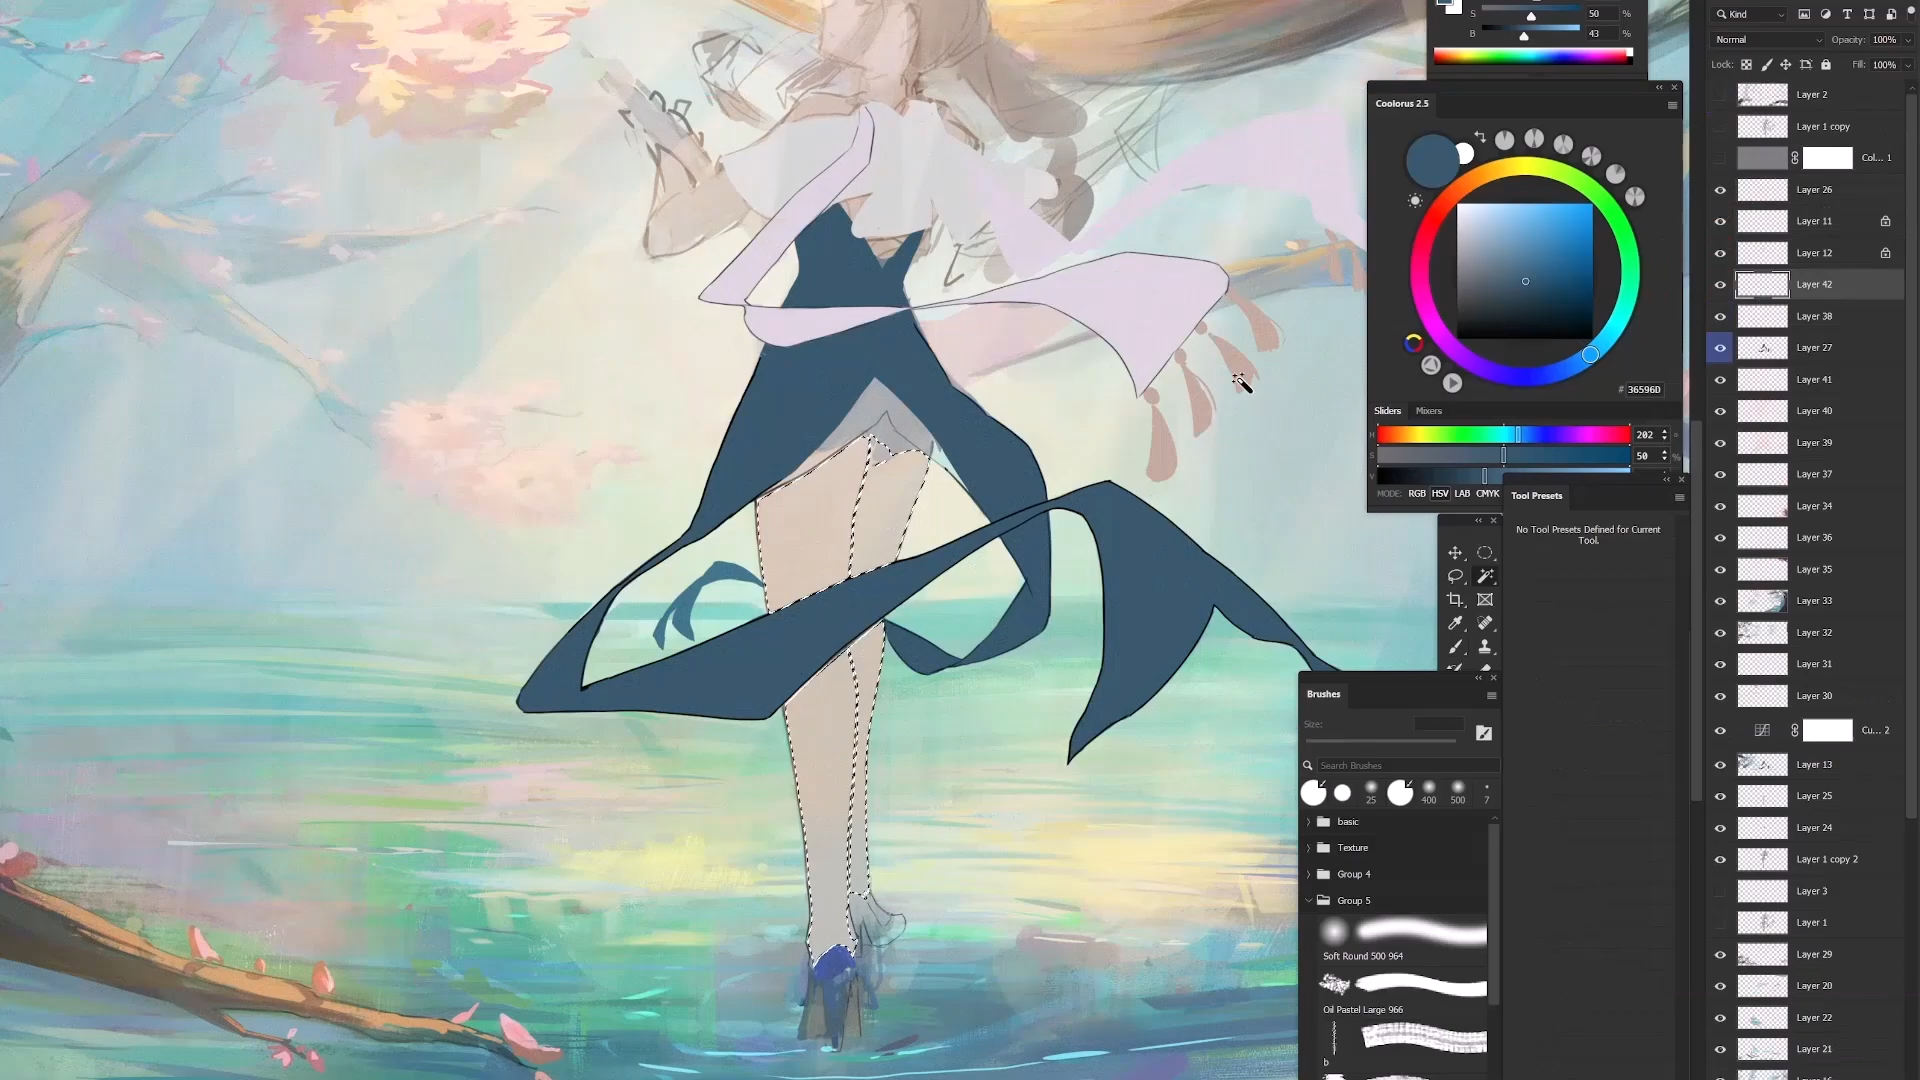 S 50 %
B 43 %
Coolorus 2.5
# 36596D
Sliders Mixers
H 202 °
S 50 %
V
MODE: RGB HSV LAB CMYK
Tool Presets
No Tool Presets Defined for Current
Tool.
Brushes
Size:
Search Brushes
25 400 500 7
basic
Texture
Group 4
Group 5
Soft Round 500 964
Oil Pastel Large 966
b
Kind
Normal Opacity: 100%
Lock: Fill: 100%
Layer 2
Layer 1 copy
Col... 1
Layer 26
Layer 11
Layer 12
Layer 42
Layer 38
Layer 27
Layer 41
Layer 40
Layer 39
Layer 37
Layer 34
Layer 36
Layer 35
Layer 33
Layer 32
Layer 31
Layer 30
Cu... 2
Layer 13
Layer 25
Layer 24
Layer 1 copy 2
Layer 3
Layer 1
Layer 29
Layer 20
Layer 22
Layer 21